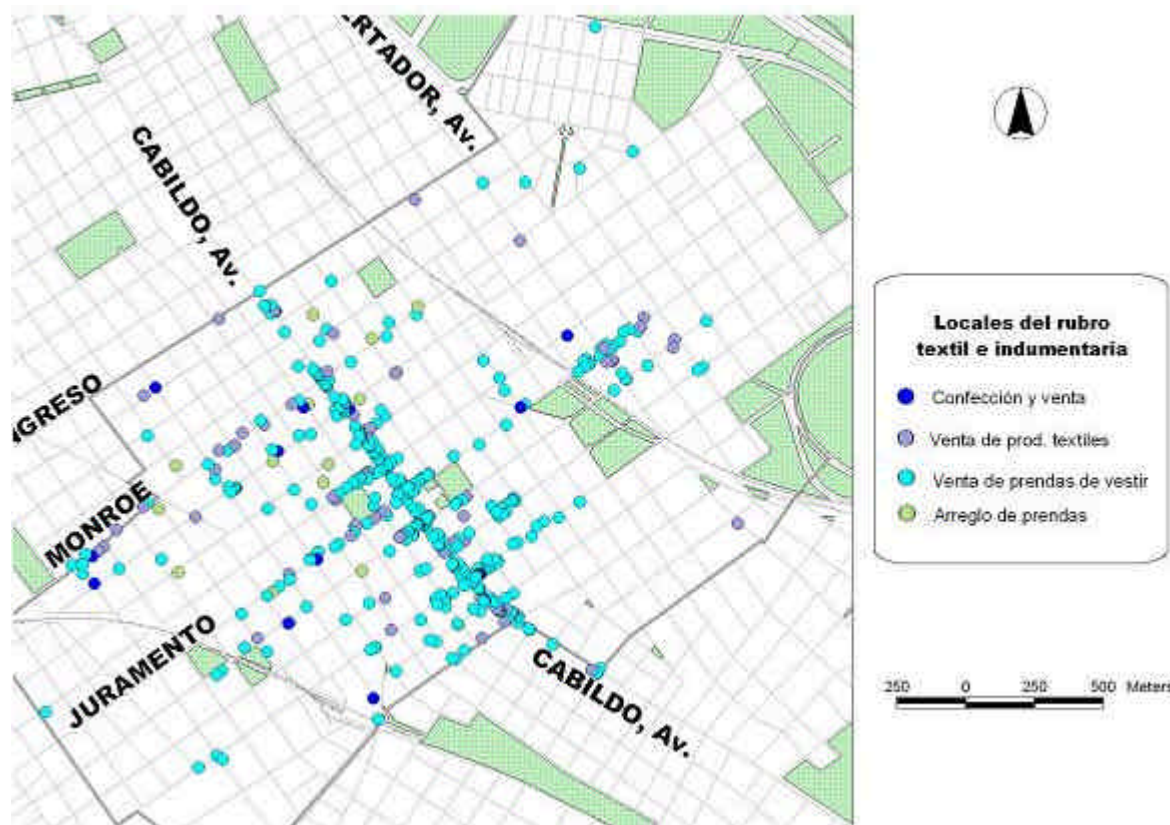 ERTADOR, Av.
CABILDO, Av.
NGRESO
MONROE
JURAMENTO
CABILDO, Av.
Locales del rubro
textil e indumentaria
Confección y venta
Venta de prod. textiles
Venta de prendas de vestir
Arreglo de prendas
250 0 250 500 Meters